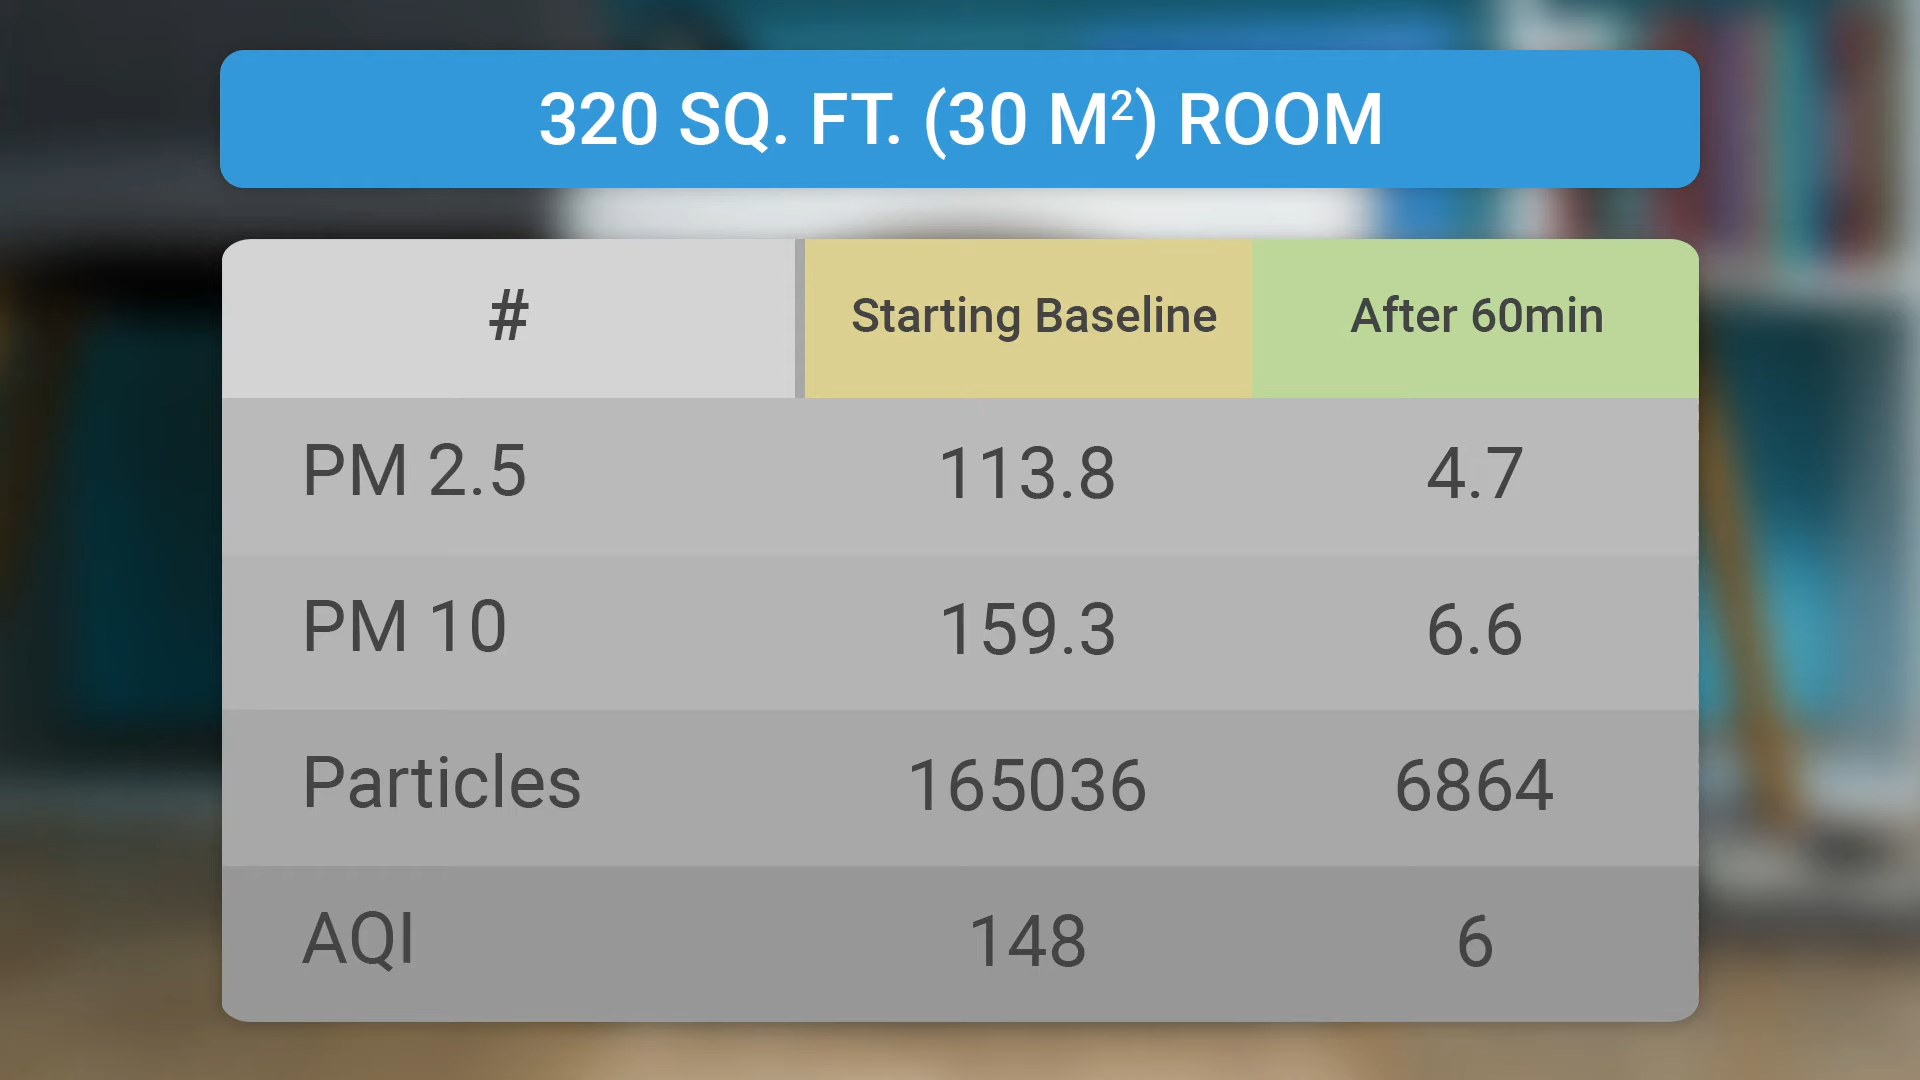 320 SQ. FT. (30 M²) ROOM
# Starting Baseline After 60min
PM 2.5 113.8 4.7
PM 10 159.3 6.6
Particles 165036 6864
AQI 148 6